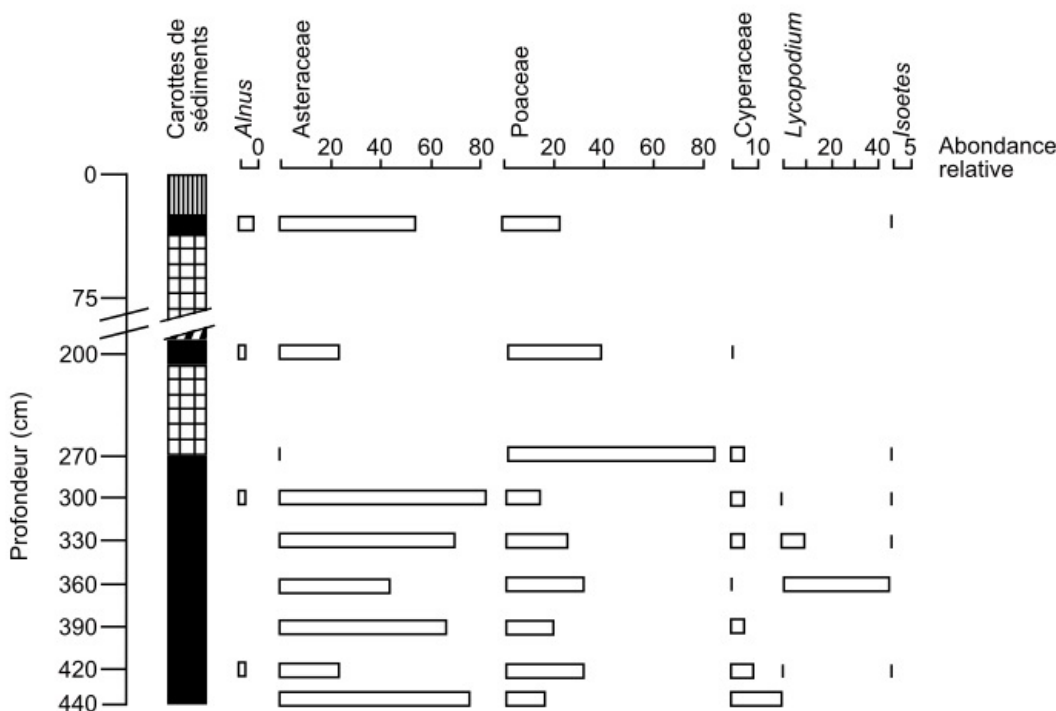 Carottes de
sédiments
Alnus
Asteraceae
Poaceae
Cyperaceae
Lycopodium
Isoetes
0
20 40 60 80
20 40 60 80
10
20 40
5
Abondance
relative
0
75
200
270
300
330
360
390
420
440
Profondeur (cm)